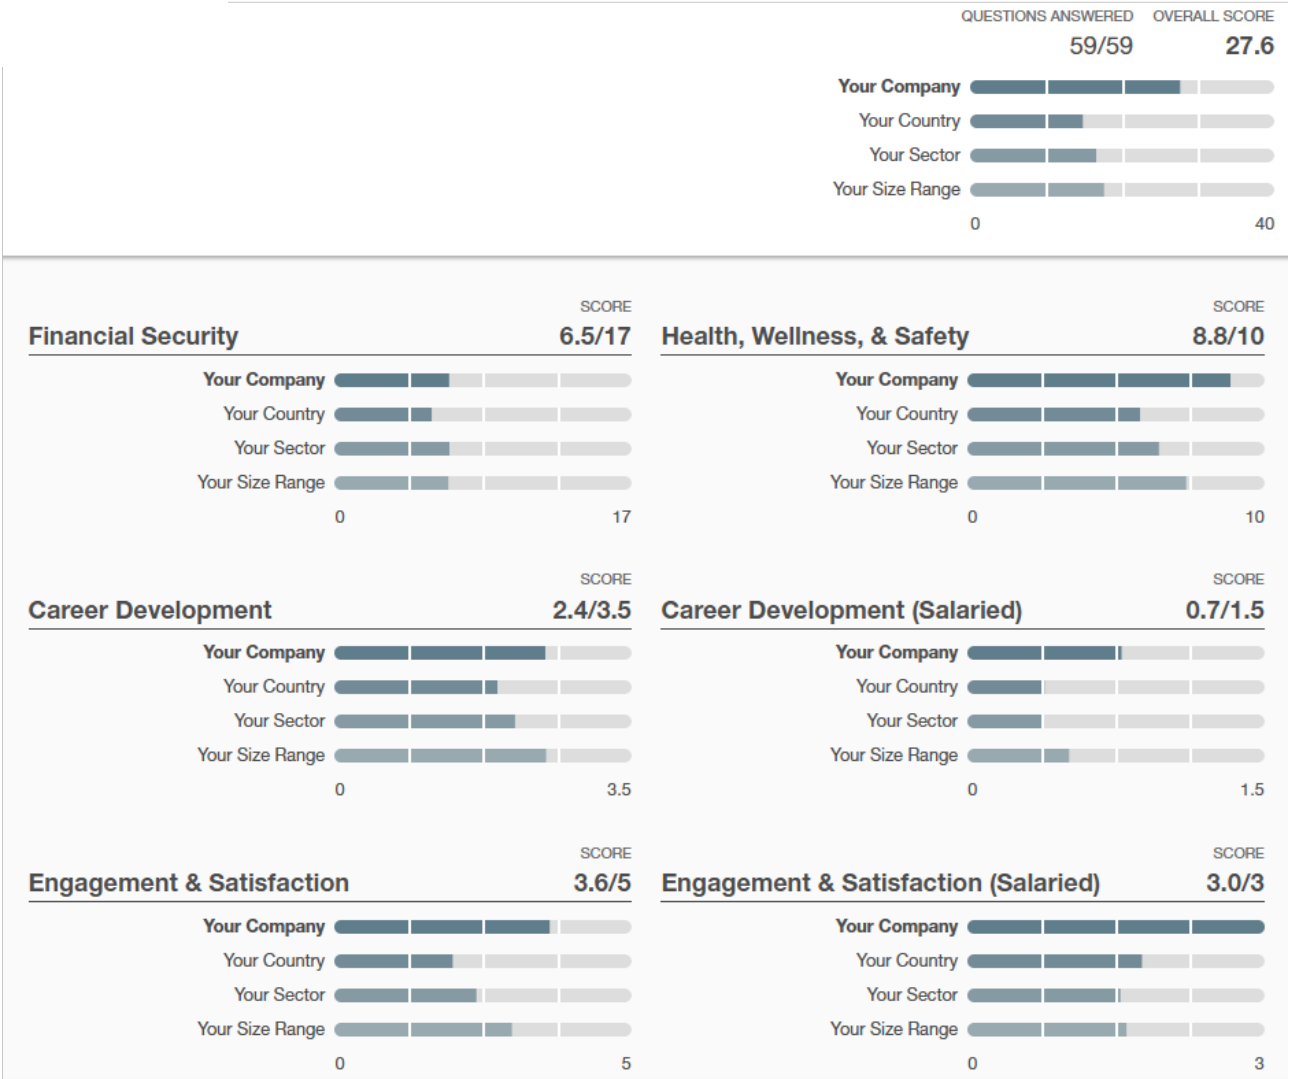 QUESTIONS ANSWERED OVERALL SCORE
59/59 27.6
Your Company
Your Country
Your Sector
Your Size Range
0 40
SCORE
Financial Security 6.5/17
Your Company
Your Country
Your Sector
Your Size Range
0 17
SCORE
Health, Wellness, & Safety 8.8/10
Your Company
Your Country
Your Sector
Your Size Range
0 10
SCORE
Career Development 2.4/3.5
Your Company
Your Country
Your Sector
Your Size Range
0 3.5
SCORE
Career Development (Salaried) 0.7/1.5
Your Company
Your Country
Your Sector
Your Size Range
0 1.5
SCORE
Engagement & Satisfaction 3.6/5
Your Company
Your Country
Your Sector
Your Size Range
0 5
SCORE
Engagement & Satisfaction (Salaried) 3.0/3
Your Company
Your Country
Your Sector
Your Size Range
0 3